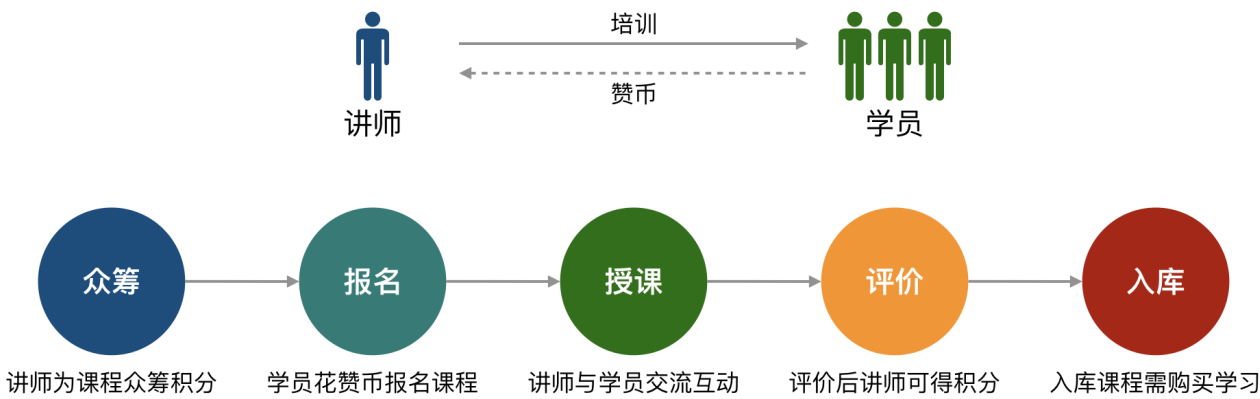 培训
赞币
讲师
学员
众筹
报名
授课
评价
入库
讲师为课程众筹积分
学员花赞币报名课程
讲师与学员交流互动
评价后讲师可得积分
入库课程需购买学习